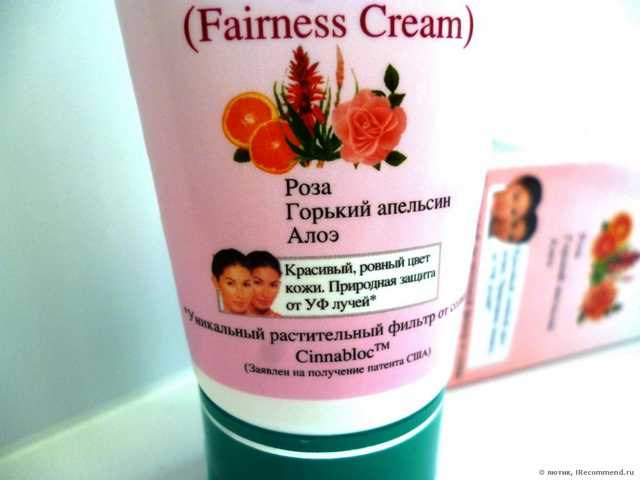 (Fairness Cream)
Роза
Горький апельсин
Алоэ
Красивый, ровный цвет
кожи. Природная защита
от УФ лучей*
*Уникальный растительный фильтр от
Cinnabloc™
(Заявлен на получение патента США)
Роза
© лютик, IRecommend.ru